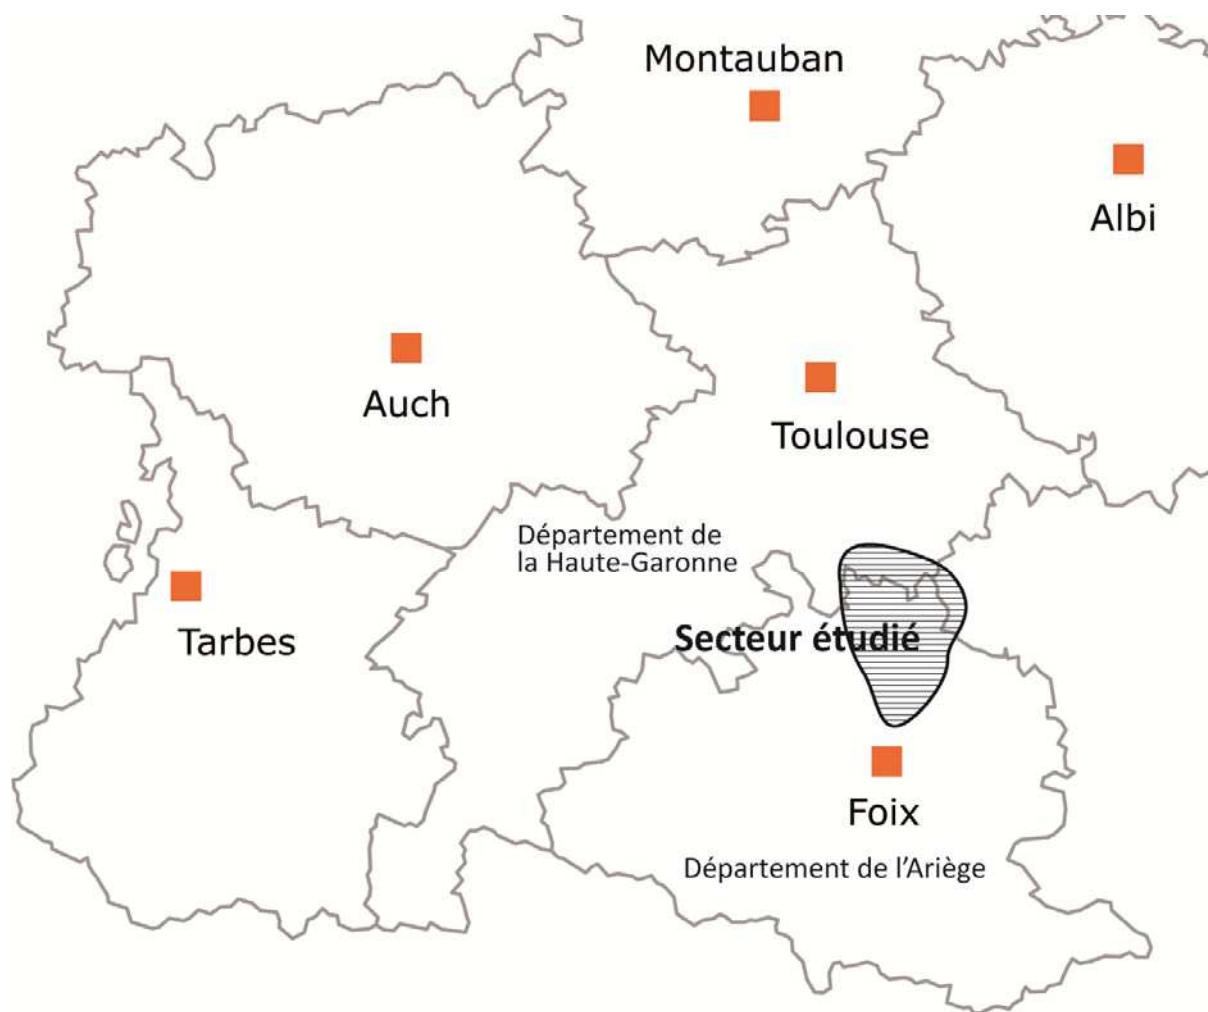 Montauban
Albi
Auch
Toulouse
Département de
la Haute-Garonne
Tarbes
Secteur étudié
Foix
Département de l'Ariège